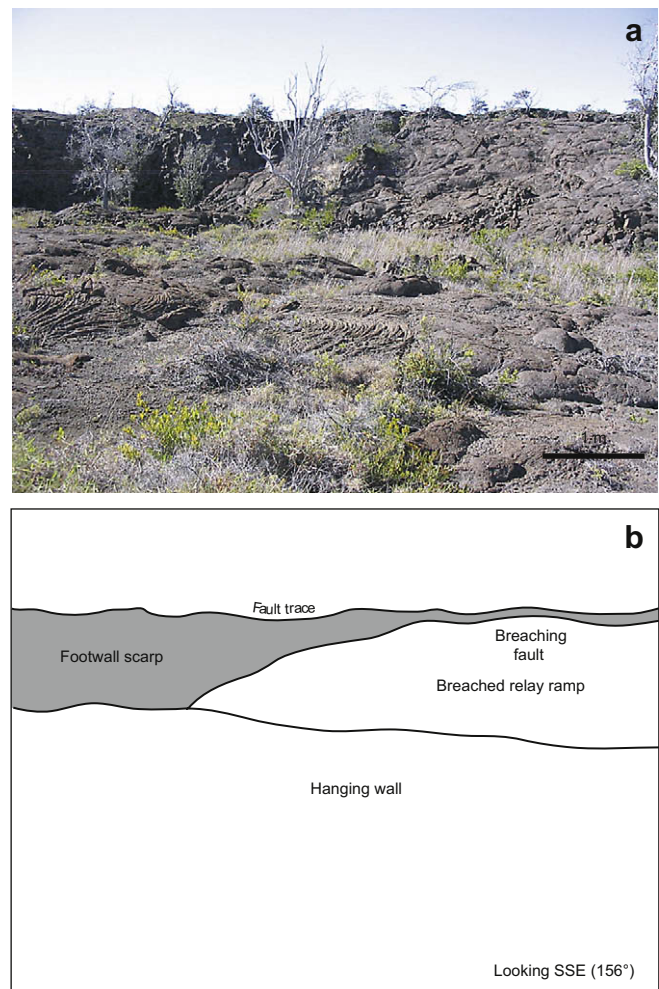 a
1 m
b
Fault trace
Footwall scarp
Breaching
fault
Breached relay ramp
Hanging wall
Looking SSE (156°)